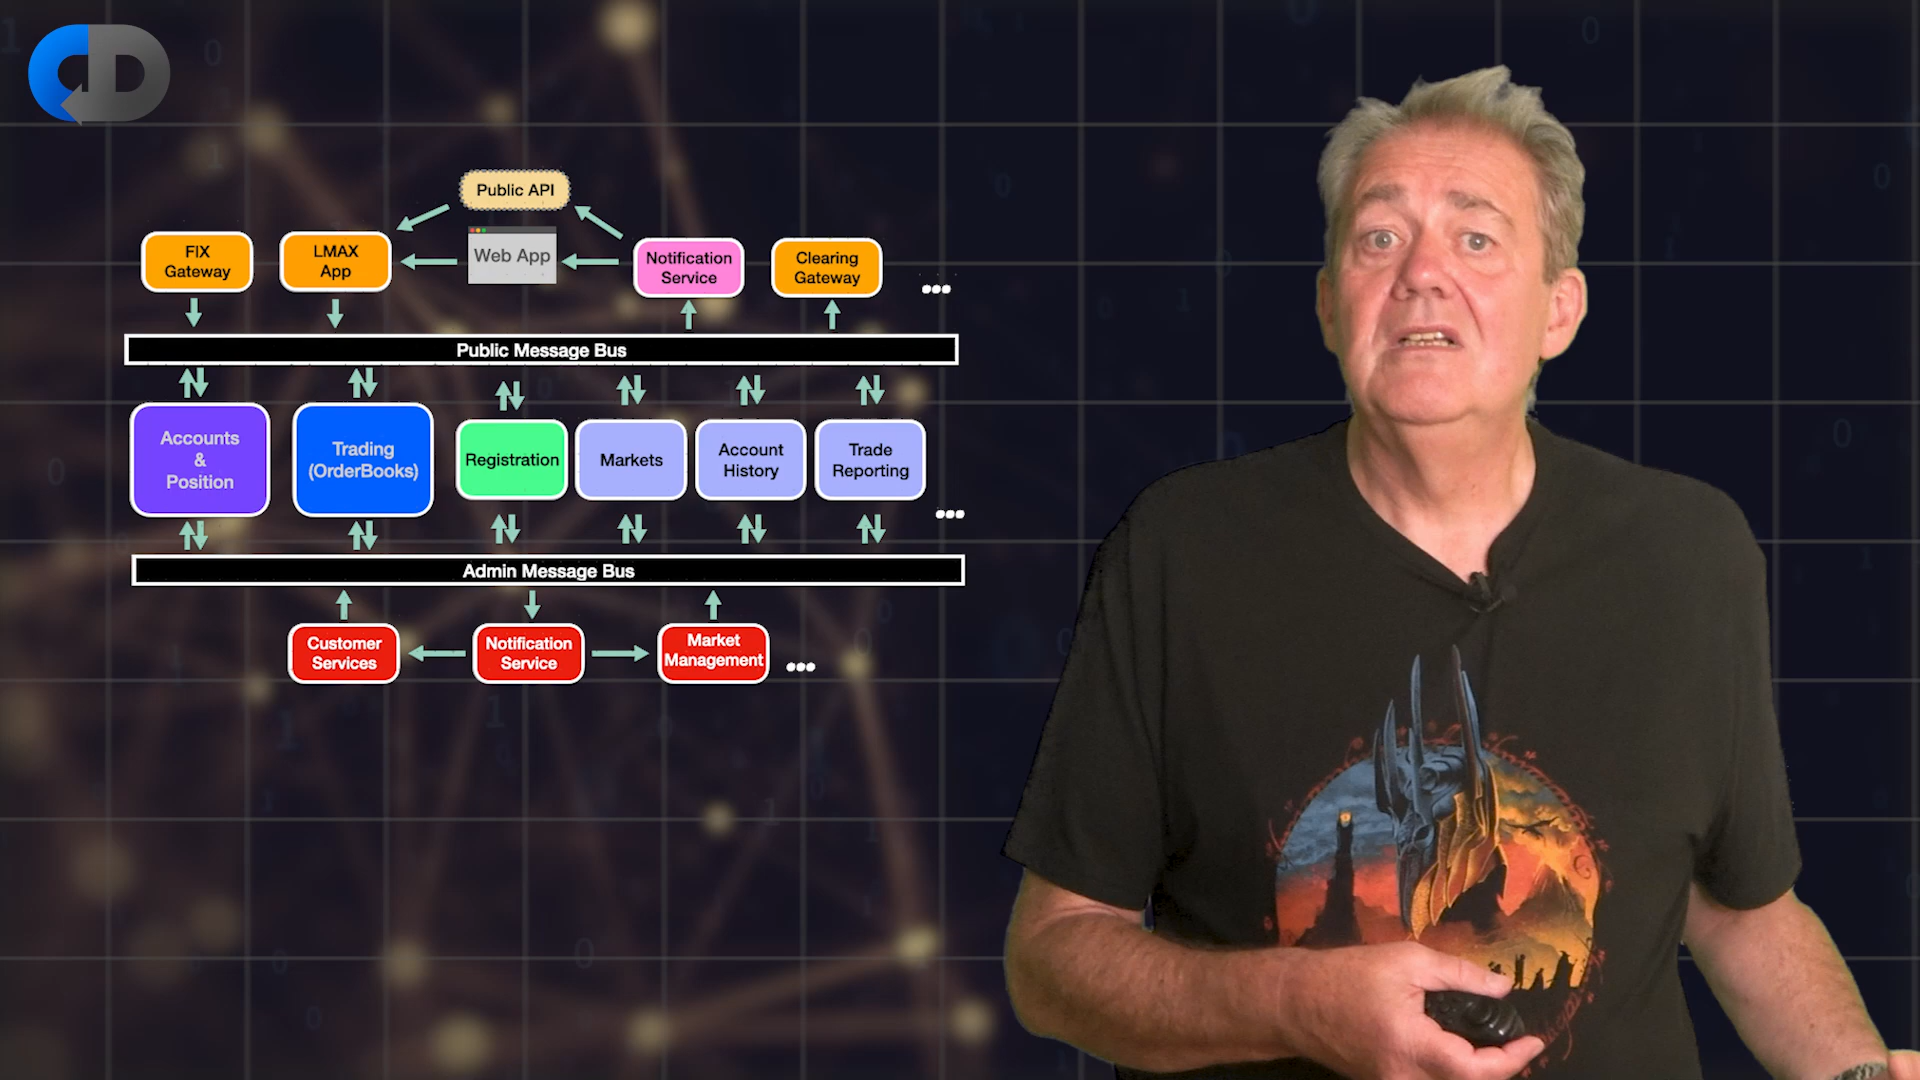 CD
Public API
FIX
Gateway
LMAX
App
Web App
Notification
Service
Clearing
Gateway
...
Public Message Bus
Accounts
&
Position
Trading
(OrderBooks)
Registration
Markets
Account
History
Trade
Reporting
...
Admin Message Bus
Customer
Services
Notification
Service
Market
Management
...